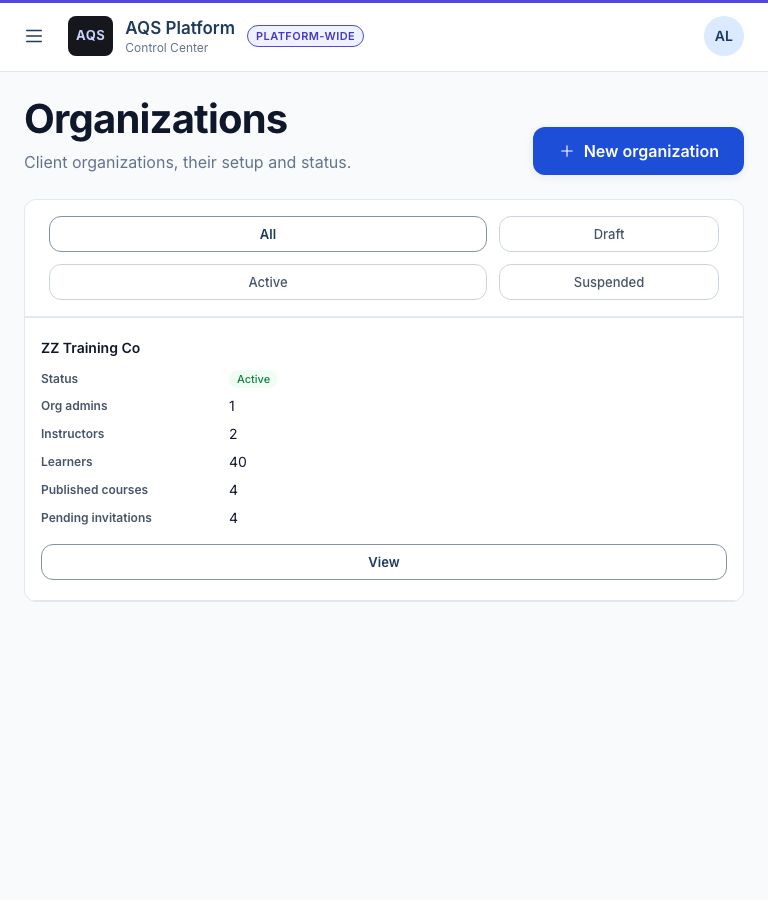 AQS
AQS Platform
Control Center
PLATFORM-WIDE
AL
Organizations
Client organizations, their setup and status.
New organization
All
Draft
Active
Suspended
ZZ Training Co
Status Active
Org admins 1
Instructors 2
Learners 40
Published courses 4
Pending invitations 4
View